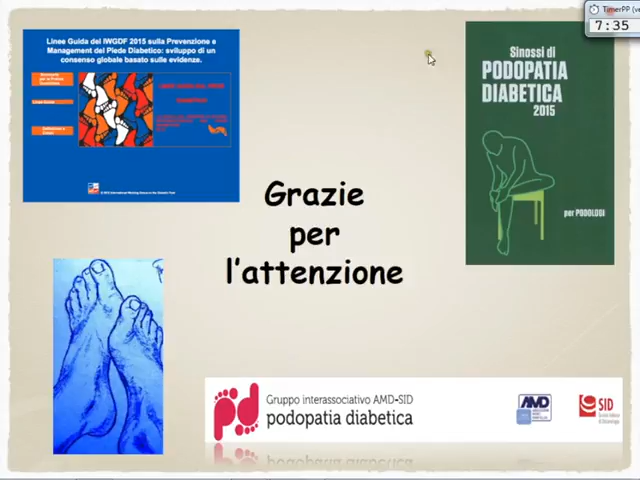 TimerPP (ve
7:35
Linee Guida del IWGDF 2015 sulla Prevenzione e
Management del Piede Diabetico: sviluppo di un
consenso globale basato sulle evidenze.
Sinossi di
PODOPATIA
DIABETICA
2015
per PODOLOGI
Grazie
per
l'attenzione
Gruppo interassociativo AMD-SID
podopatia diabetica
AMD
SID